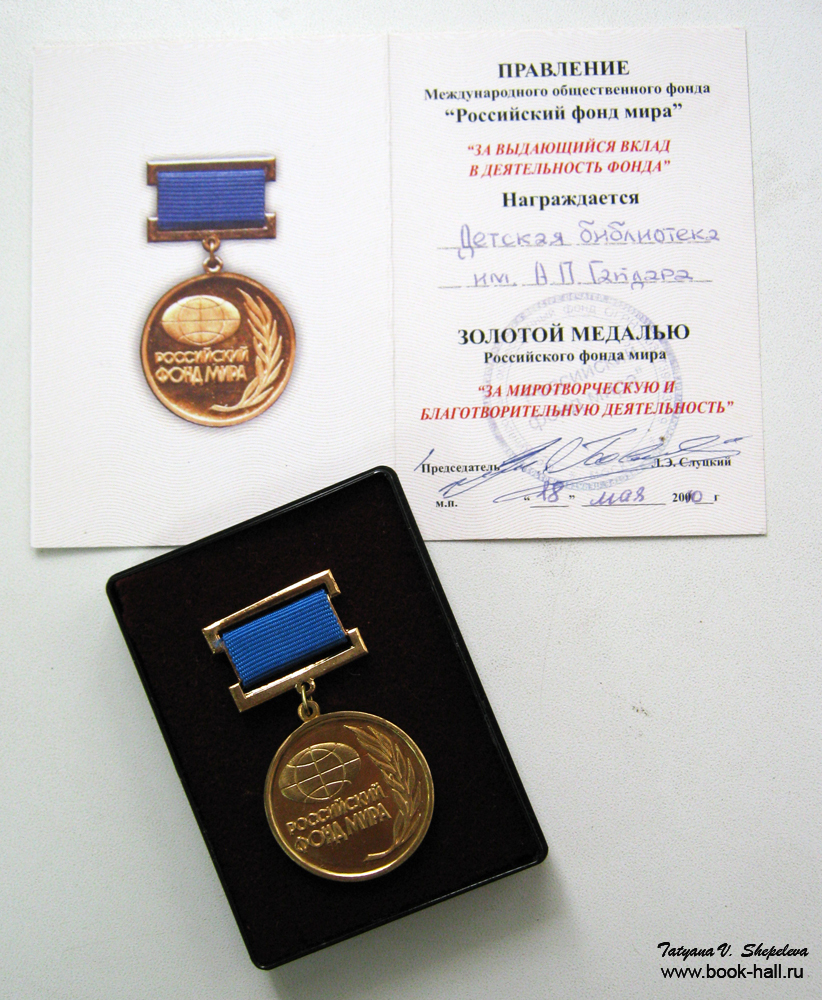 РОССИЙСКИЙ
ФОНД МИРА
ПРАВЛЕНИЕ
Международного общественного фонда
“Российский фонд мира”
“ЗА ВЫДАЮЩИЙСЯ ВКЛАД
В ДЕЯТЕЛЬНОСТЬ ФОНДА”
Награждается
Детская библиотека
им. А.П. Гайдара
ЗОЛОТОЙ МЕДАЛЬЮ
Российского фонда мира
“ЗА МИРОТВОРЧЕСКУЮ И
БЛАГОТВОРИТЕЛЬНУЮ ДЕЯТЕЛЬНОСТЬ”
Председатель Л.Э. Слуцкий
м.п. “18” мая 2010 г
РОССИЙСКИЙ
ФОНД МИРА
Tatyana V. Shepeleva
www.book-hall.ru